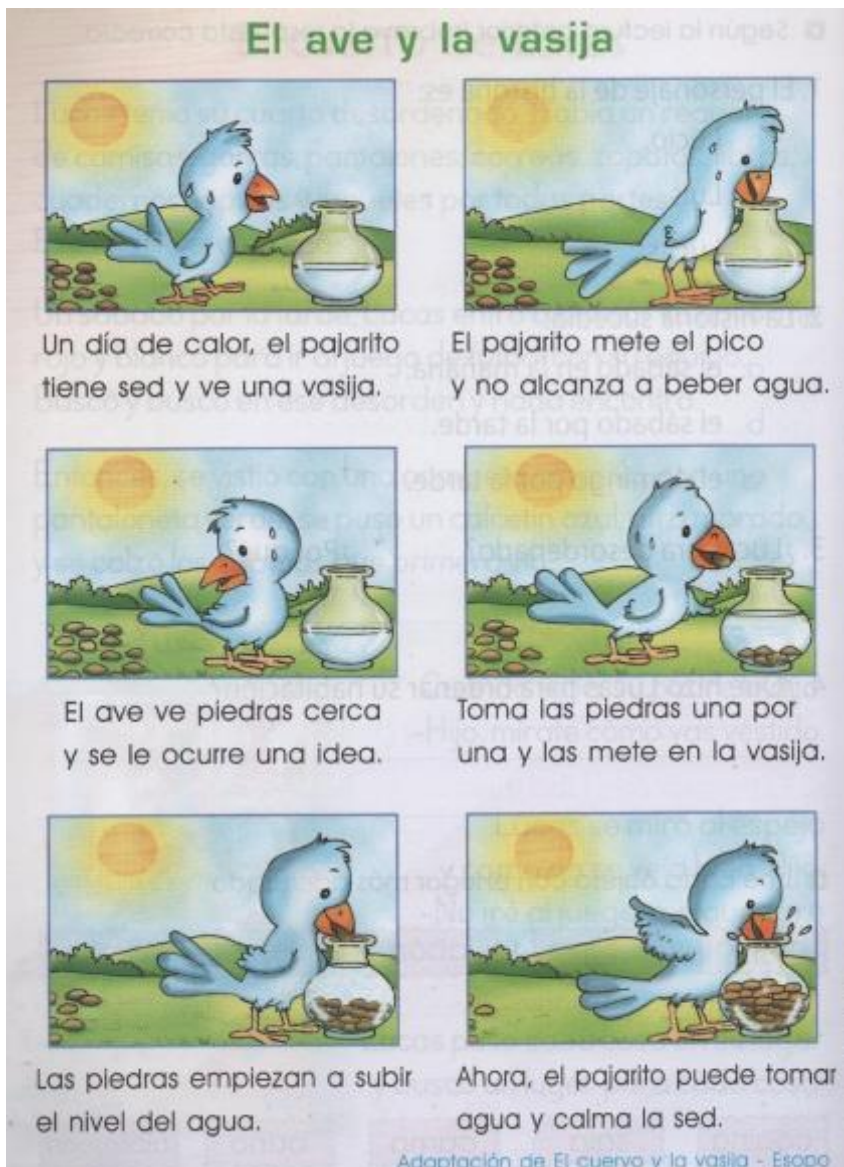 El ave y la vasija
Un día de calor, el pajarito
tiene sed y ve una vasija.
El pajarito mete el pico
y no alcanza a beber agua.
El ave ve piedras cerca
y se le ocurre una idea.
Toma las piedras una por
una y las mete en la vasija.
Las piedras empiezan a subir
el nivel del agua.
Ahora, el pajarito puede tomar
agua y calma la sed.
Adaptación de El cuervo y la vasija - Esopo